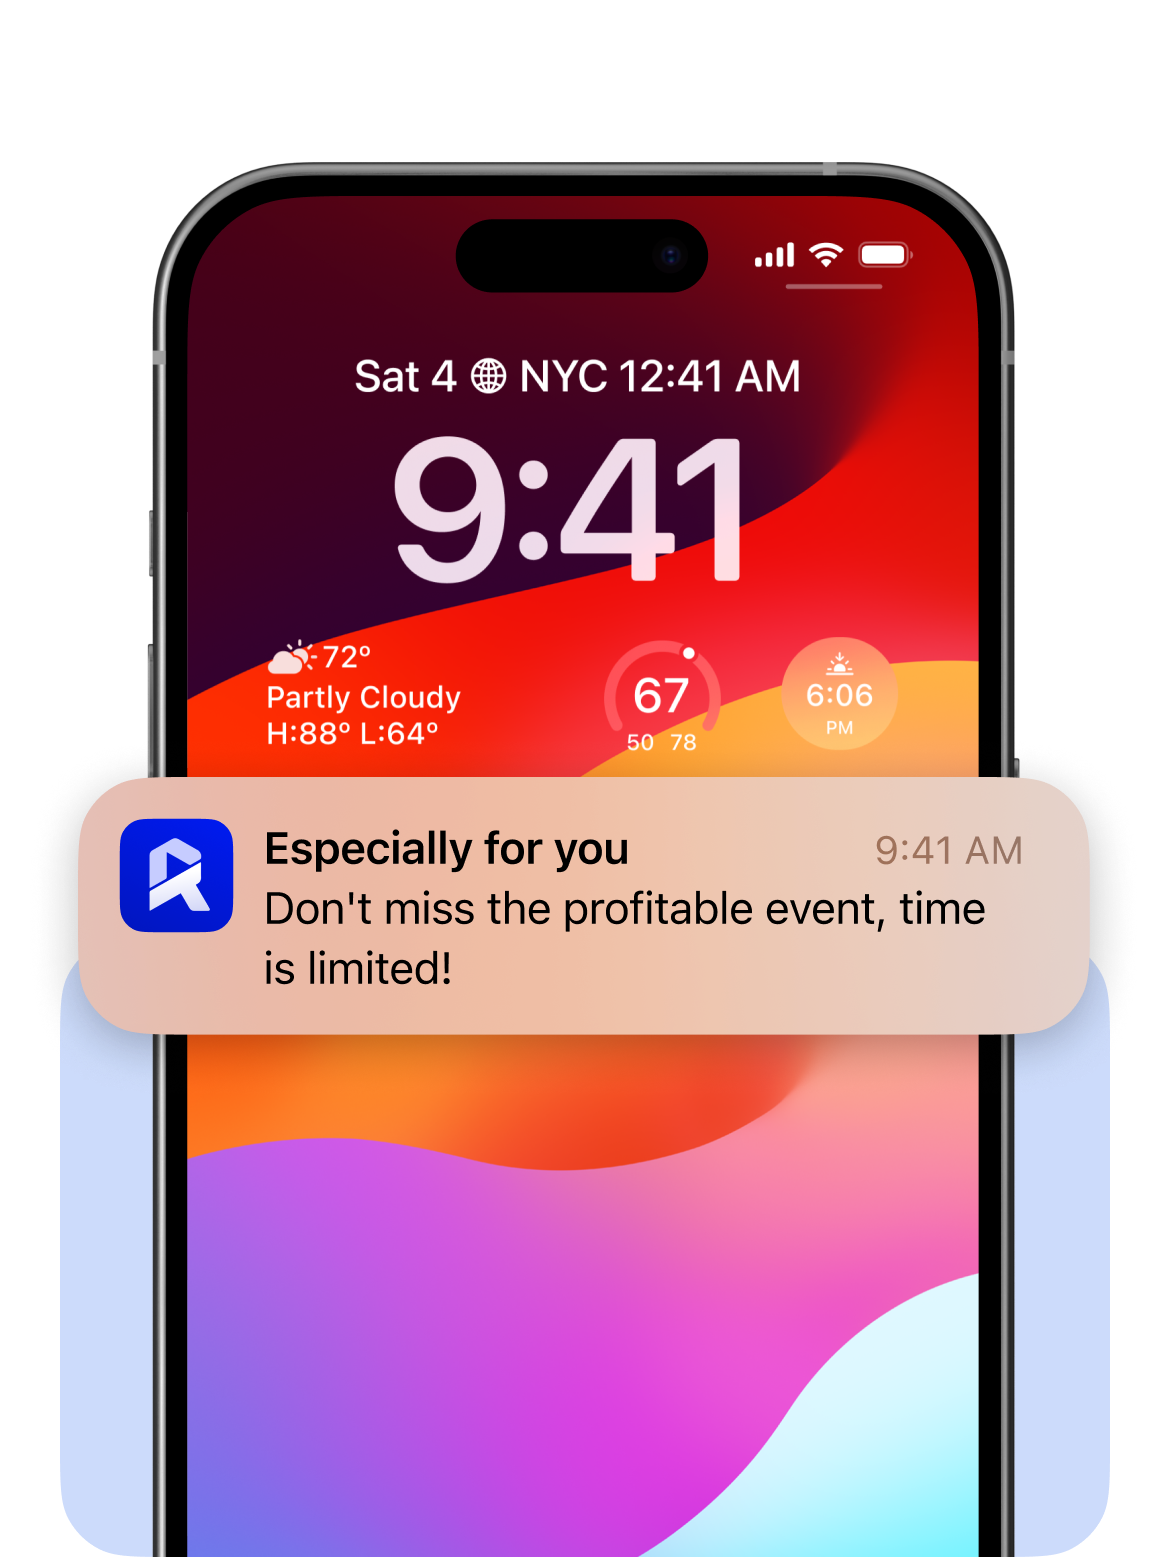 Sat 4 NYC 12:41 AM
9:41
72°
Partly Cloudy
H:88° L:64°
67
50 78
6:06
PM
Especially for you 9:41 AM
Don't miss the profitable event, time
is limited!